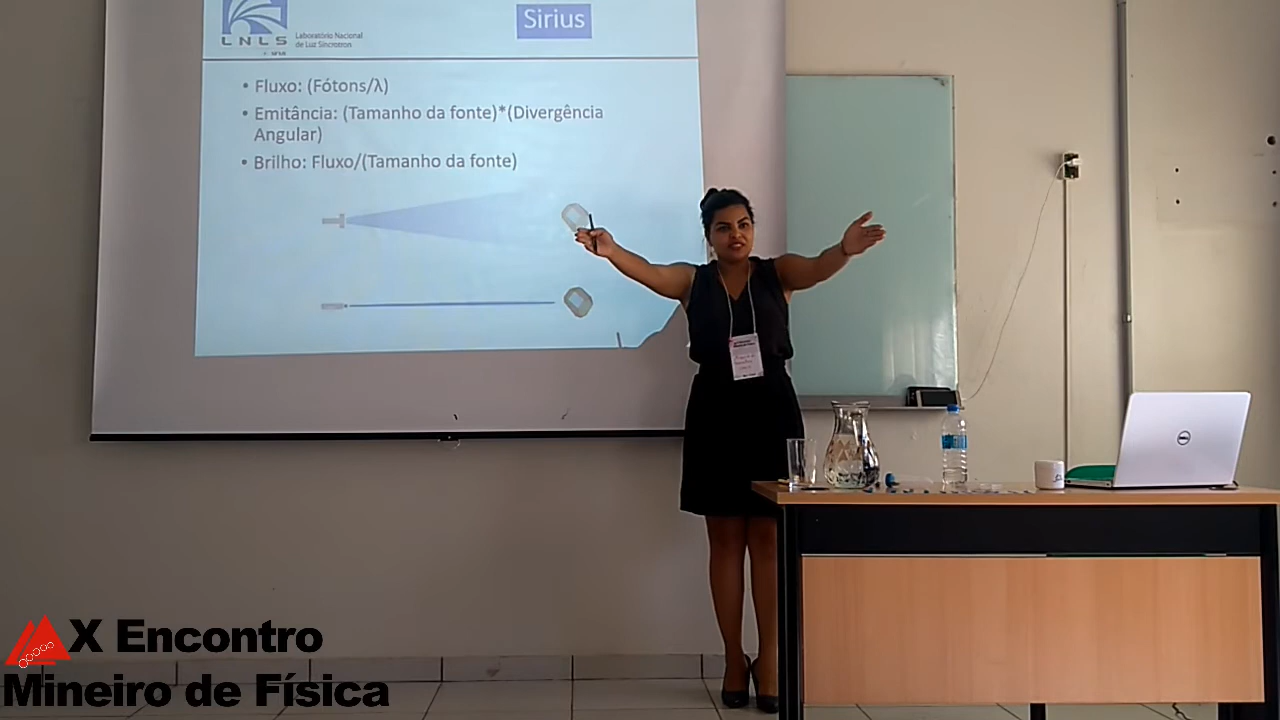 LNLS
Laboratório Nacional
de Luz Síncrotron
Sirius
• Fluxo: (Fótons/λ)
• Emitância: (Tamanho da fonte)*(Divergência
Angular)
• Brilho: Fluxo/(Tamanho da fonte)
DELL
X Encontro
Mineiro de Física